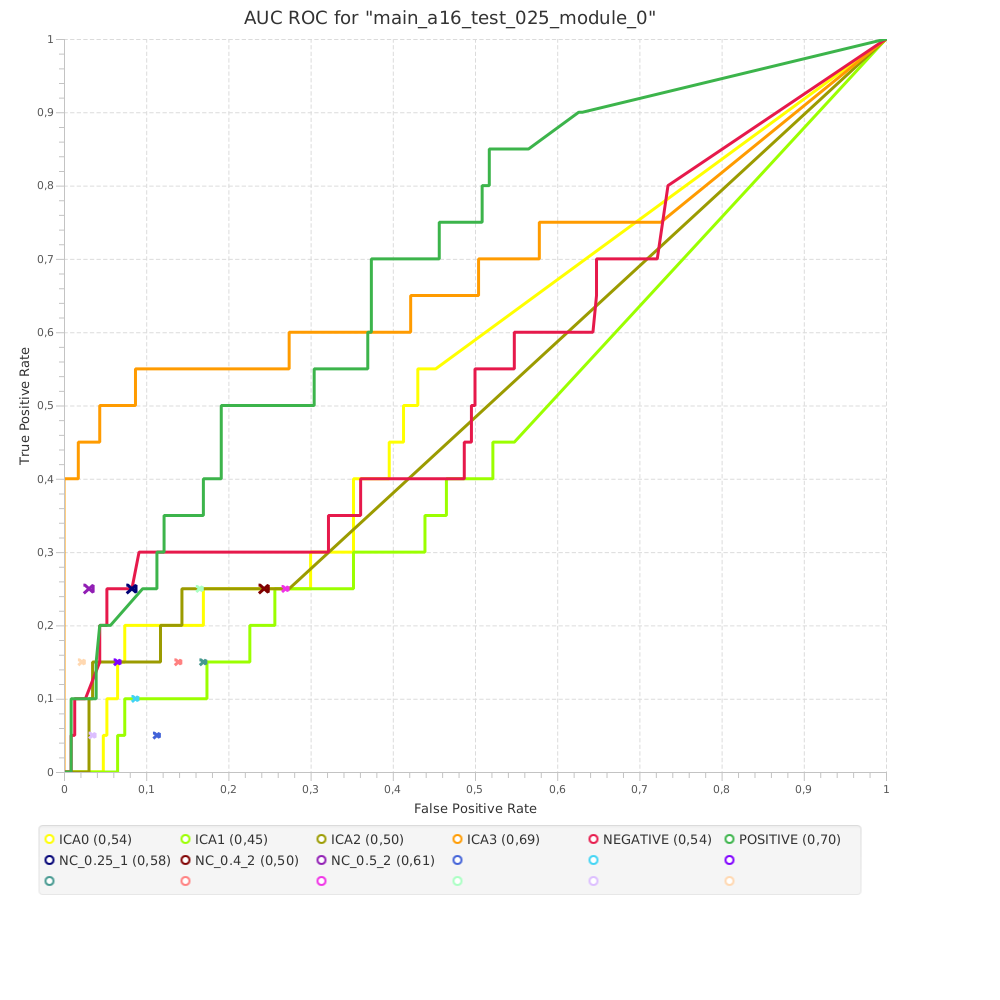 AUC ROC for "main_a16_test_025_module_0"
1
0,9
0,8
0,7
0,6
0,5
0,4
0,3
0,2
0,1
0
True Positive Rate
0 0,1 0,2 0,3 0,4 0,5 0,6 0,7 0,8 0,9 1
False Positive Rate
ICA0 (0,54) ICA1 (0,45) ICA2 (0,50) ICA3 (0,69) NEGATIVE (0,54) POSITIVE (0,70)
NC_0.25_1 (0,58) NC_0.4_2 (0,50) NC_0.5_2 (0,61)